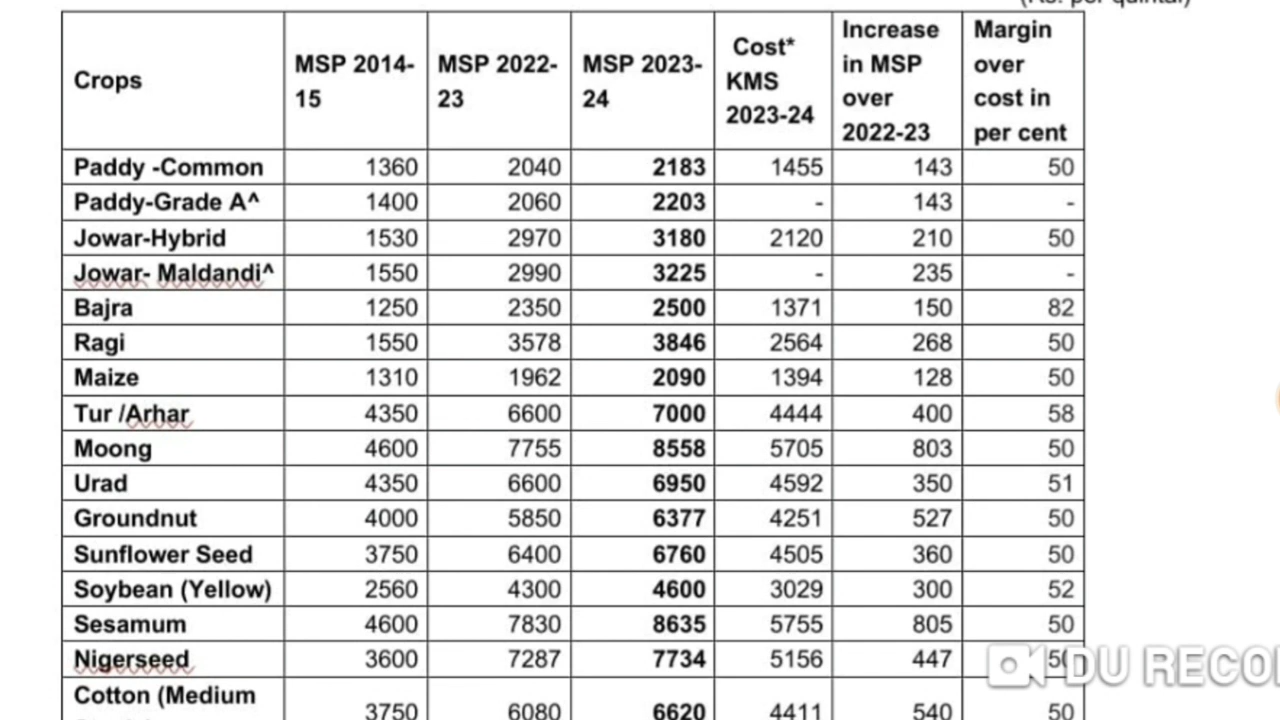 (Rs. per quintal)
Crops MSP 2014-15 MSP 2022-23 MSP 2023-24 Cost* KMS 2023-24 Increase in MSP over 2022-23 Margin over cost in per cent
Paddy -Common 1360 2040 2183 1455 143 50
Paddy-Grade A^ 1400 2060 2203 - 143 -
Jowar-Hybrid 1530 2970 3180 2120 210 50
Jowar- Maldandi^ 1550 2990 3225 - 235 -
Bajra 1250 2350 2500 1371 150 82
Ragi 1550 3578 3846 2564 268 50
Maize 1310 1962 2090 1394 128 50
Tur /Arhar 4350 6600 7000 4444 400 58
Moong 4600 7755 8558 5705 803 50
Urad 4350 6600 6950 4592 350 51
Groundnut 4000 5850 6377 4251 527 50
Sunflower Seed 3750 6400 6760 4505 360 50
Soybean (Yellow) 2560 4300 4600 3029 300 52
Sesamum 4600 7830 8635 5755 805 50
Nigerseed 3600 7287 7734 5156 447 50
DU RECO
Cotton (Medium
3750 6080 6620 4411 540 50